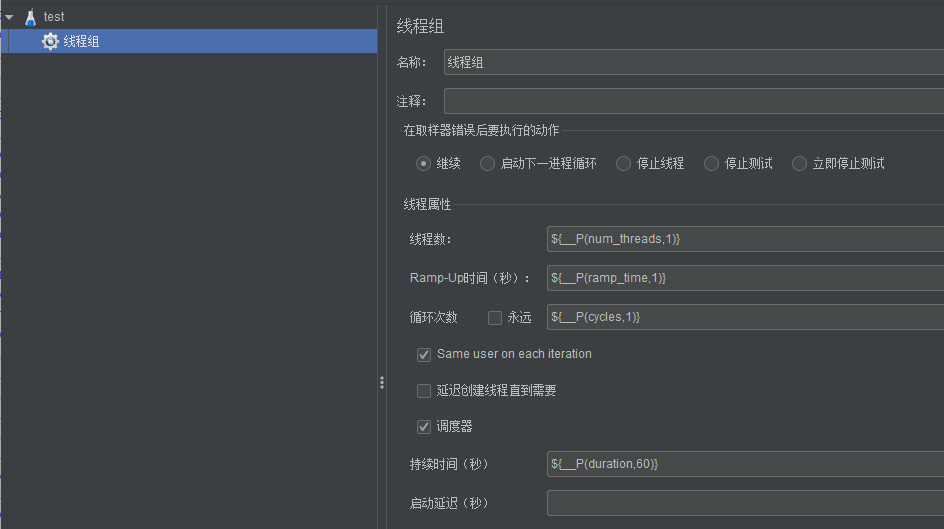 test
线程组
线程组
名称：
线程组
注释：
在取样器错误后要执行的动作
继续 启动下一进程循环 停止线程 停止测试 立即停止测试
线程属性
线程数：
${__P(num_threads,1)}
Ramp-Up时间（秒）：
${__P(ramp_time,1)}
循环次数 永远 ${__P(cycles,1)}
Same user on each iteration
延迟创建线程直到需要
调度器
持续时间（秒）
${__P(duration,60)}
启动延迟（秒）